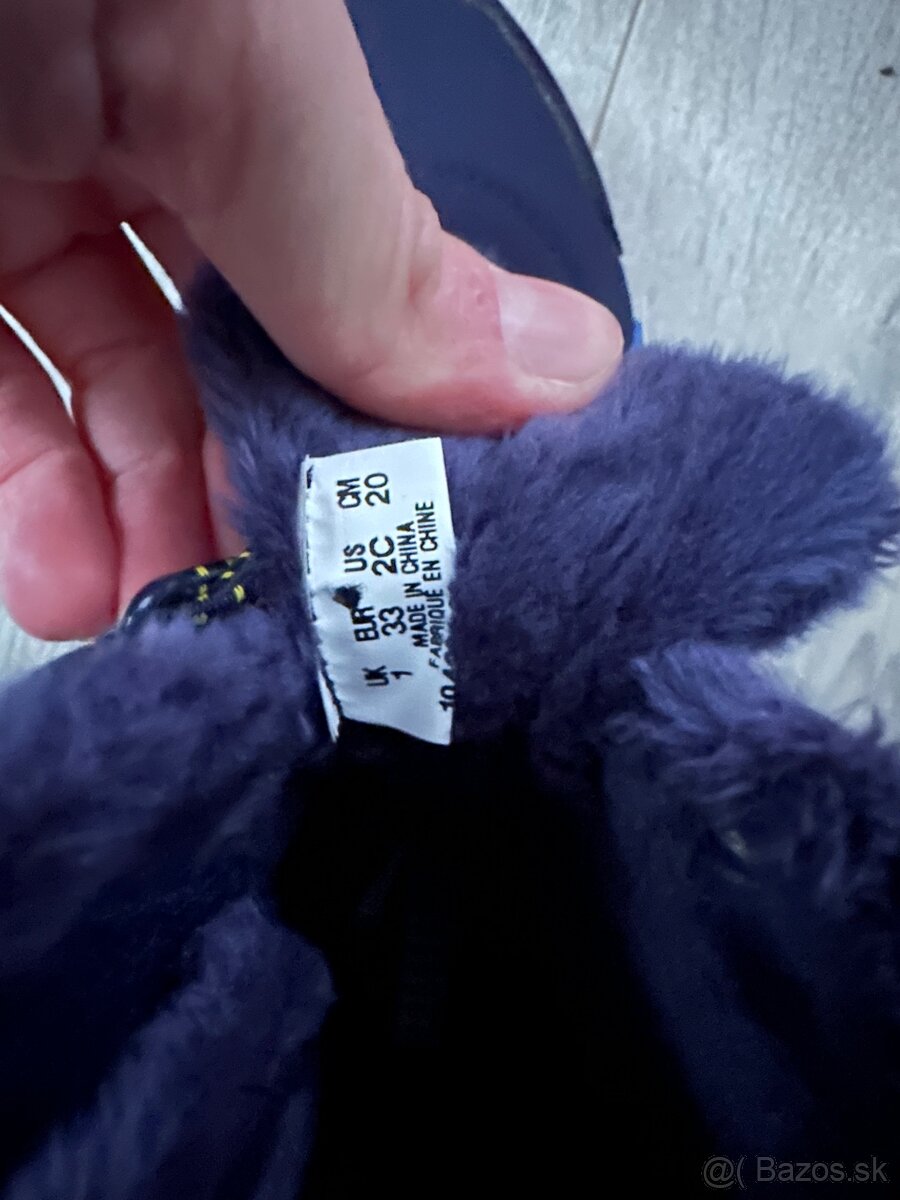 UK EUR US CM
1 33 2C 20
MADE IN CHINA
FABRIQUÉ EN CHINE
@( Bazos.sk